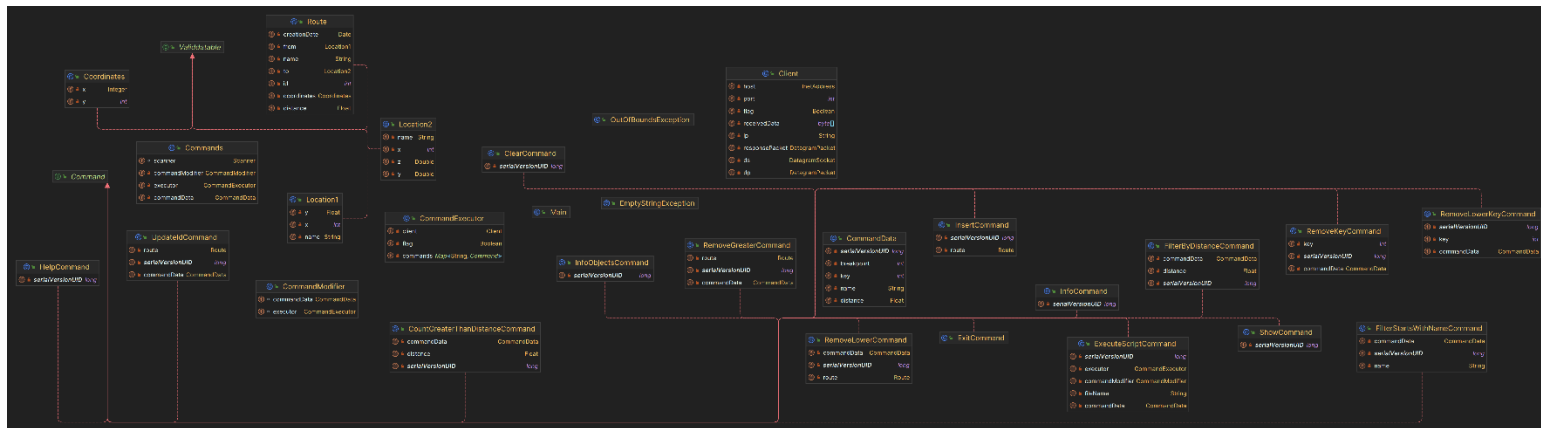 Route
creationDate Date
from Location1
name String
to Location2
id int
coordinates Coordinates
distance Float
Validatable
Coordinates
x Integer
y int
Client
host InetAddress
port int
flag Boolean
receivedData byte[]
ip String
responsePacket DatagramPacket
ds DatagramSocket
dp DatagramPacket
OutOfBoundsException
Location2
name String
x int
z Double
y Double
Commands
scanner Scanner
commandModifier CommandModifier
executor CommandExecutor
commandData CommandData
ClearCommand
serialVersionUID long
Command
Location1
y Float
x int
name String
EmptyStringException
Main
CommandExecutor
client Client
flag Boolean
commands Map<String, Command>
UpdateIdCommand
route Route
serialVersionUID long
commandData CommandData
HelpCommand
serialVersionUID long
InfoObjectsCommand
serialVersionUID long
RemoveGreaterCommand
route Route
serialVersionUID long
commandData CommandData
CommandData
serialVersionUID long
breakpoint int
key int
name String
distance Float
InsertCommand
serialVersionUID long
route Route
FilterByDistanceCommand
commandData CommandData
distance float
serialVersionUID long
RemoveKeyCommand
key int
serialVersionUID long
commandData CommandData
RemoveLowerKeyCommand
serialVersionUID long
key int
commandData CommandData
CommandModifier
commandData CommandData
executor CommandExecutor
InfoCommand
serialVersionUID long
CountGreaterThanDistanceCommand
commandData CommandData
distance Float
serialVersionUID long
RemoveLowerCommand
commandData CommandData
serialVersionUID long
route Route
ExitCommand
ExecuteScriptCommand
serialVersionUID long
executor CommandExecutor
commandModifier CommandModifier
fileName String
commandData CommandData
ShowCommand
serialVersionUID long
FilterStartsWithNameCommand
commandData CommandData
serialVersionUID long
name String